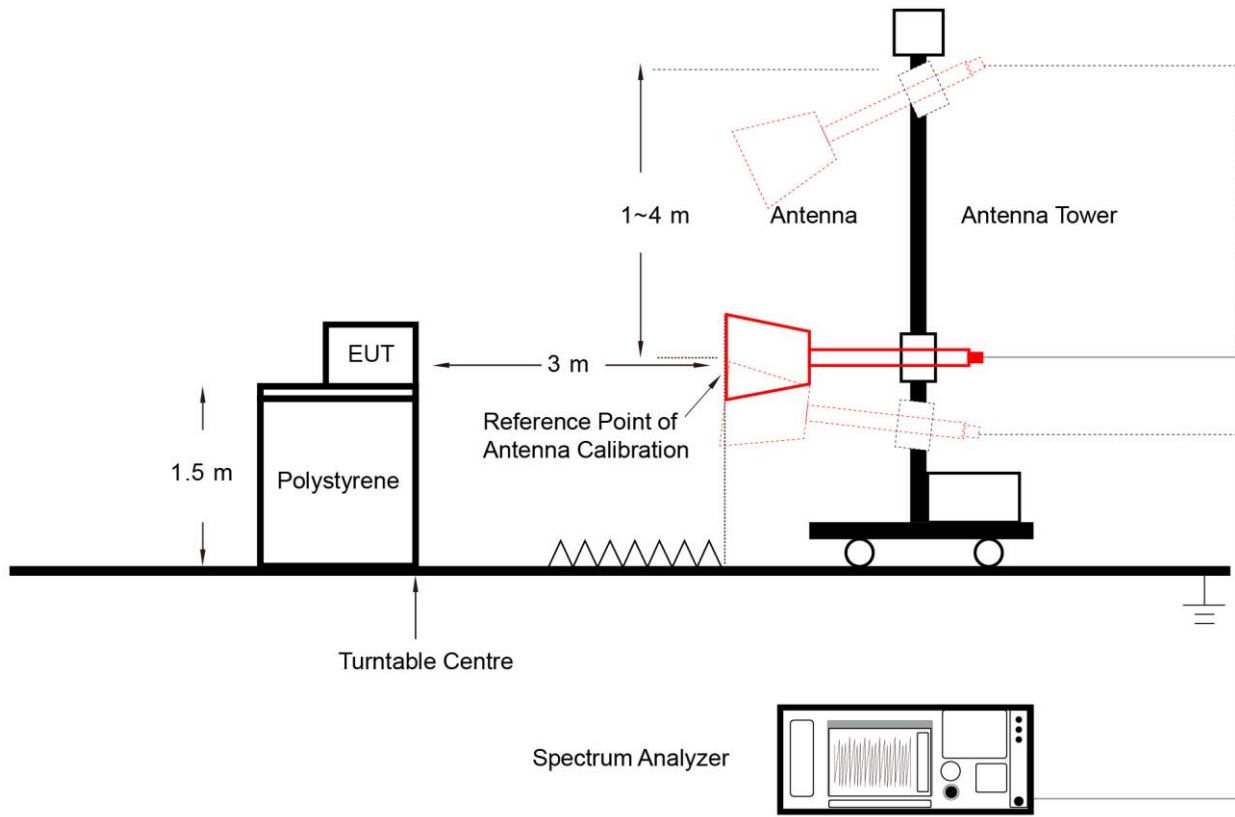 1~4 m
Antenna
Antenna Tower
EUT
3 m
Reference Point of
Antenna Calibration
1.5 m
Polystyrene
Turntable Centre
Spectrum Analyzer